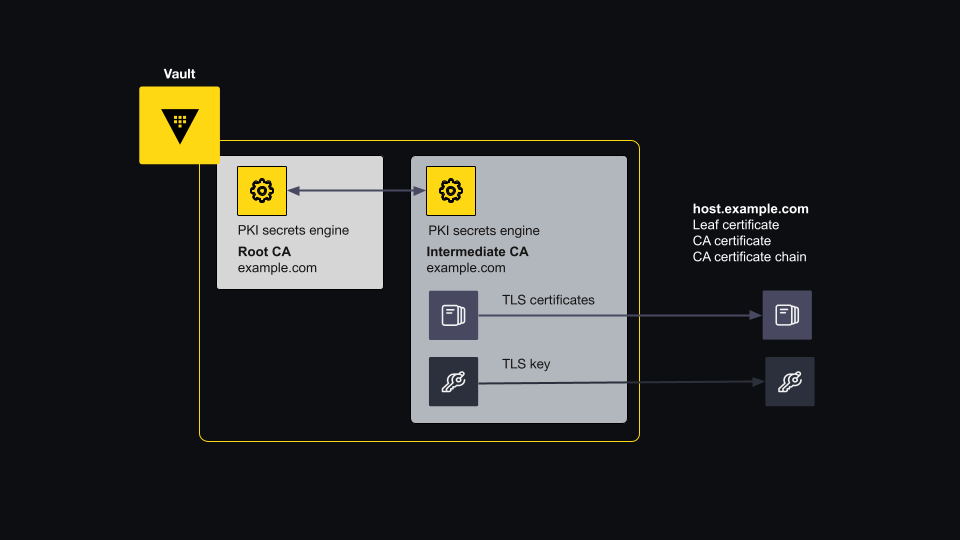 Vault
PKI secrets engine
Root CA
example.com
PKI secrets engine
Intermediate CA
example.com
TLS certificates
TLS key
host.example.com
Leaf certificate
CA certificate
CA certificate chain